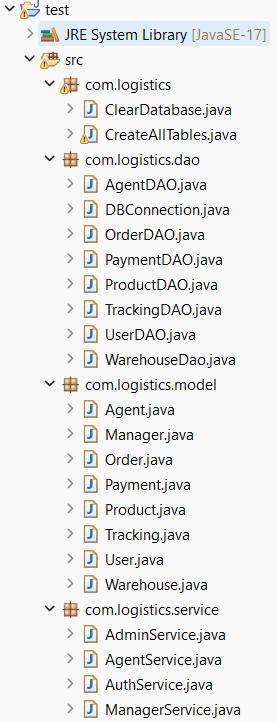 test
JRE System Library [JavaSE-17]
src
com.logistics
ClearDatabase.java
CreateAllTables.java
com.logistics.dao
AgentDAO.java
DBConnection.java
OrderDAO.java
PaymentDAO.java
ProductDAO.java
TrackingDAO.java
UserDAO.java
WarehouseDao.java
com.logistics.model
Agent.java
Manager.java
Order.java
Payment.java
Product.java
Tracking.java
User.java
Warehouse.java
com.logistics.service
AdminService.java
AgentService.java
AuthService.java
ManagerService.java